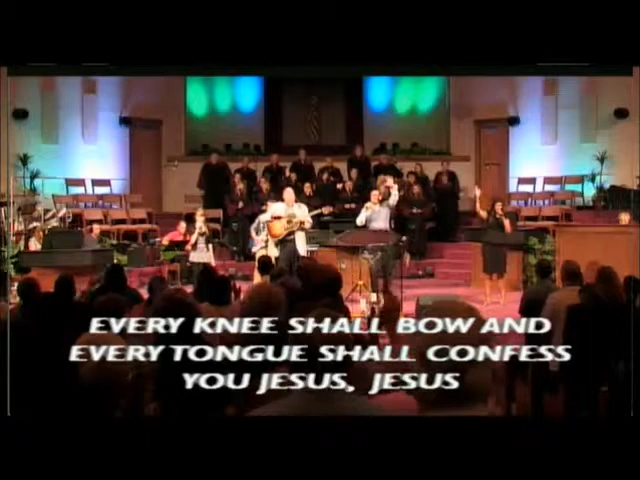 EVERY KNEE SHALL BOW AND
EVERY TONGUE SHALL CONFESS
YOU JESUS, JESUS